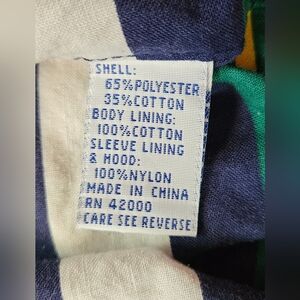 SHELL:
65%POLYESTER
35%COTTON
BODY LINING:
100%COTTON
SLEEVE LINING
& HOOD:
100%NYLON
MADE IN CHINA
RN 42000
CARE SEE REVERSE